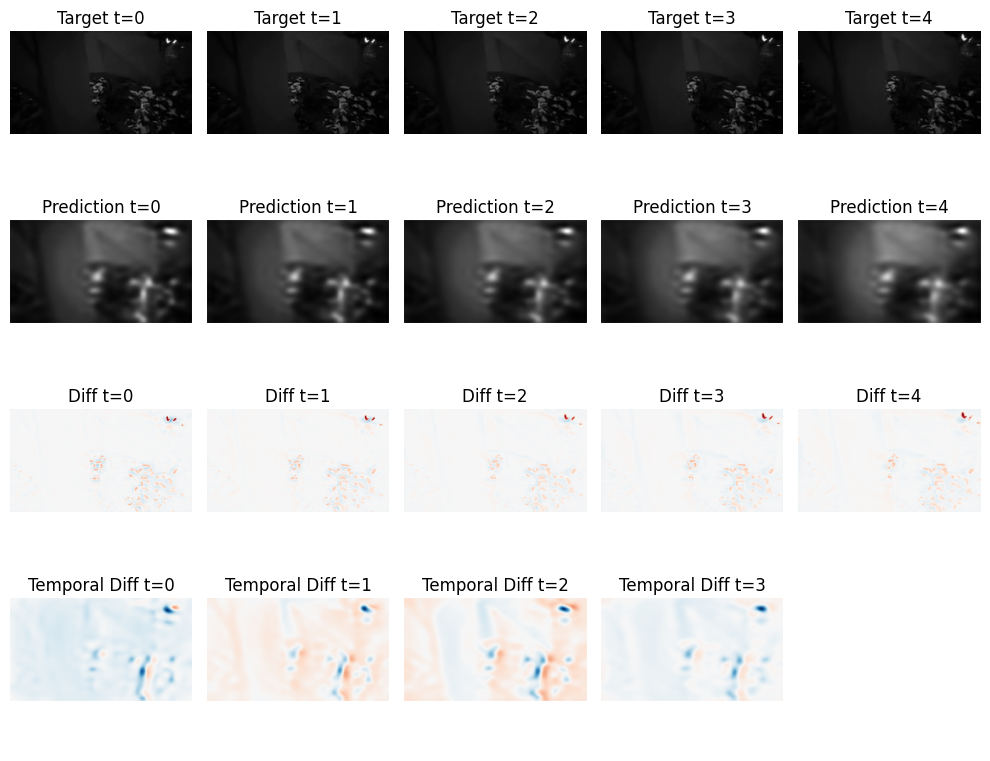 Target t=0
Target t=1
Target t=2
Target t=3
Target t=4
Prediction t=0
Prediction t=1
Prediction t=2
Prediction t=3
Prediction t=4
Diff t=0
Diff t=1
Diff t=2
Diff t=3
Diff t=4
Temporal Diff t=0
Temporal Diff t=1
Temporal Diff t=2
Temporal Diff t=3